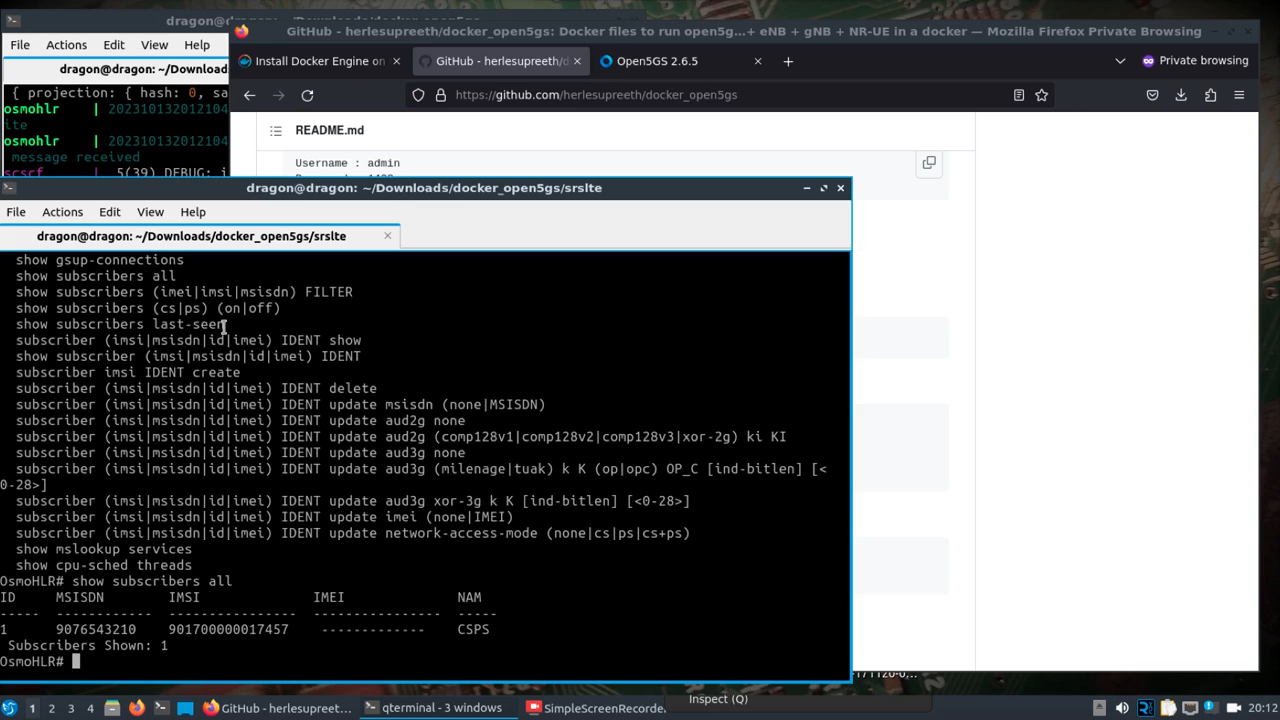 dragon@dragon: ~/Downloads/docker_open5gs
File Actions Edit View Help
dragon@dragon: ~/Downloads
{ projection: { hash: 0, sa
osmohlr | 202310132012104
ite
osmohlr | 202310132012104
message received
scscf | 5(39) DEBUG: i
GitHub - herlesupreeth/docker_open5gs: Docker files to run open5g…+ eNB + gNB + NR-UE in a docker — Mozilla Firefox Private Browsing
Install Docker Engine on
GitHub - herlesupreeth/d
Open5GS 2.6.5
Private browsing
https://github.com/herlesupreeth/docker_open5gs
README.md
Username : admin
dragon@dragon: ~/Downloads/docker_open5gs/srslte
File Actions Edit View Help
dragon@dragon: ~/Downloads/docker_open5gs/srslte
show gsup-connections
show subscribers all
show subscribers (imei|imsi|msisdn) FILTER
show subscribers (cs|ps) (on|off)
show subscribers last-seen
subscriber (imsi|msisdn|id|imei) IDENT show
show subscriber (imsi|msisdn|id|imei) IDENT
subscriber imsi IDENT create
subscriber (imsi|msisdn|id|imei) IDENT delete
subscriber (imsi|msisdn|id|imei) IDENT update msisdn (none|MSISDN)
subscriber (imsi|msisdn|id|imei) IDENT update aud2g none
subscriber (imsi|msisdn|id|imei) IDENT update aud2g (comp128v1|comp128v2|comp128v3|xor-2g) ki KI
subscriber (imsi|msisdn|id|imei) IDENT update aud3g none
subscriber (imsi|msisdn|id|imei) IDENT update aud3g (milenage|tuak) k K (op|opc) OP_C [ind-bitlen] [<
0-28>]
subscriber (imsi|msisdn|id|imei) IDENT update aud3g xor-3g k K [ind-bitlen] [<0-28>]
subscriber (imsi|msisdn|id|imei) IDENT update imei (none|IMEI)
subscriber (imsi|msisdn|id|imei) IDENT update network-access-mode (none|cs|ps|cs+ps)
show mslookup services
show cpu-sched threads
OsmoHLR# show subscribers all
ID MSISDN IMSI IMEI NAM
----- ------------ ---------------- ---------------- -----
1 9076543210 901700000017457 ------------- CSPS
Subscribers Shown: 1
OsmoHLR#
Inspect (Q)
1 2 3 4
GitHub - herlesupreeth...
qterminal - 3 windows
SimpleScreenRecorde
20:12